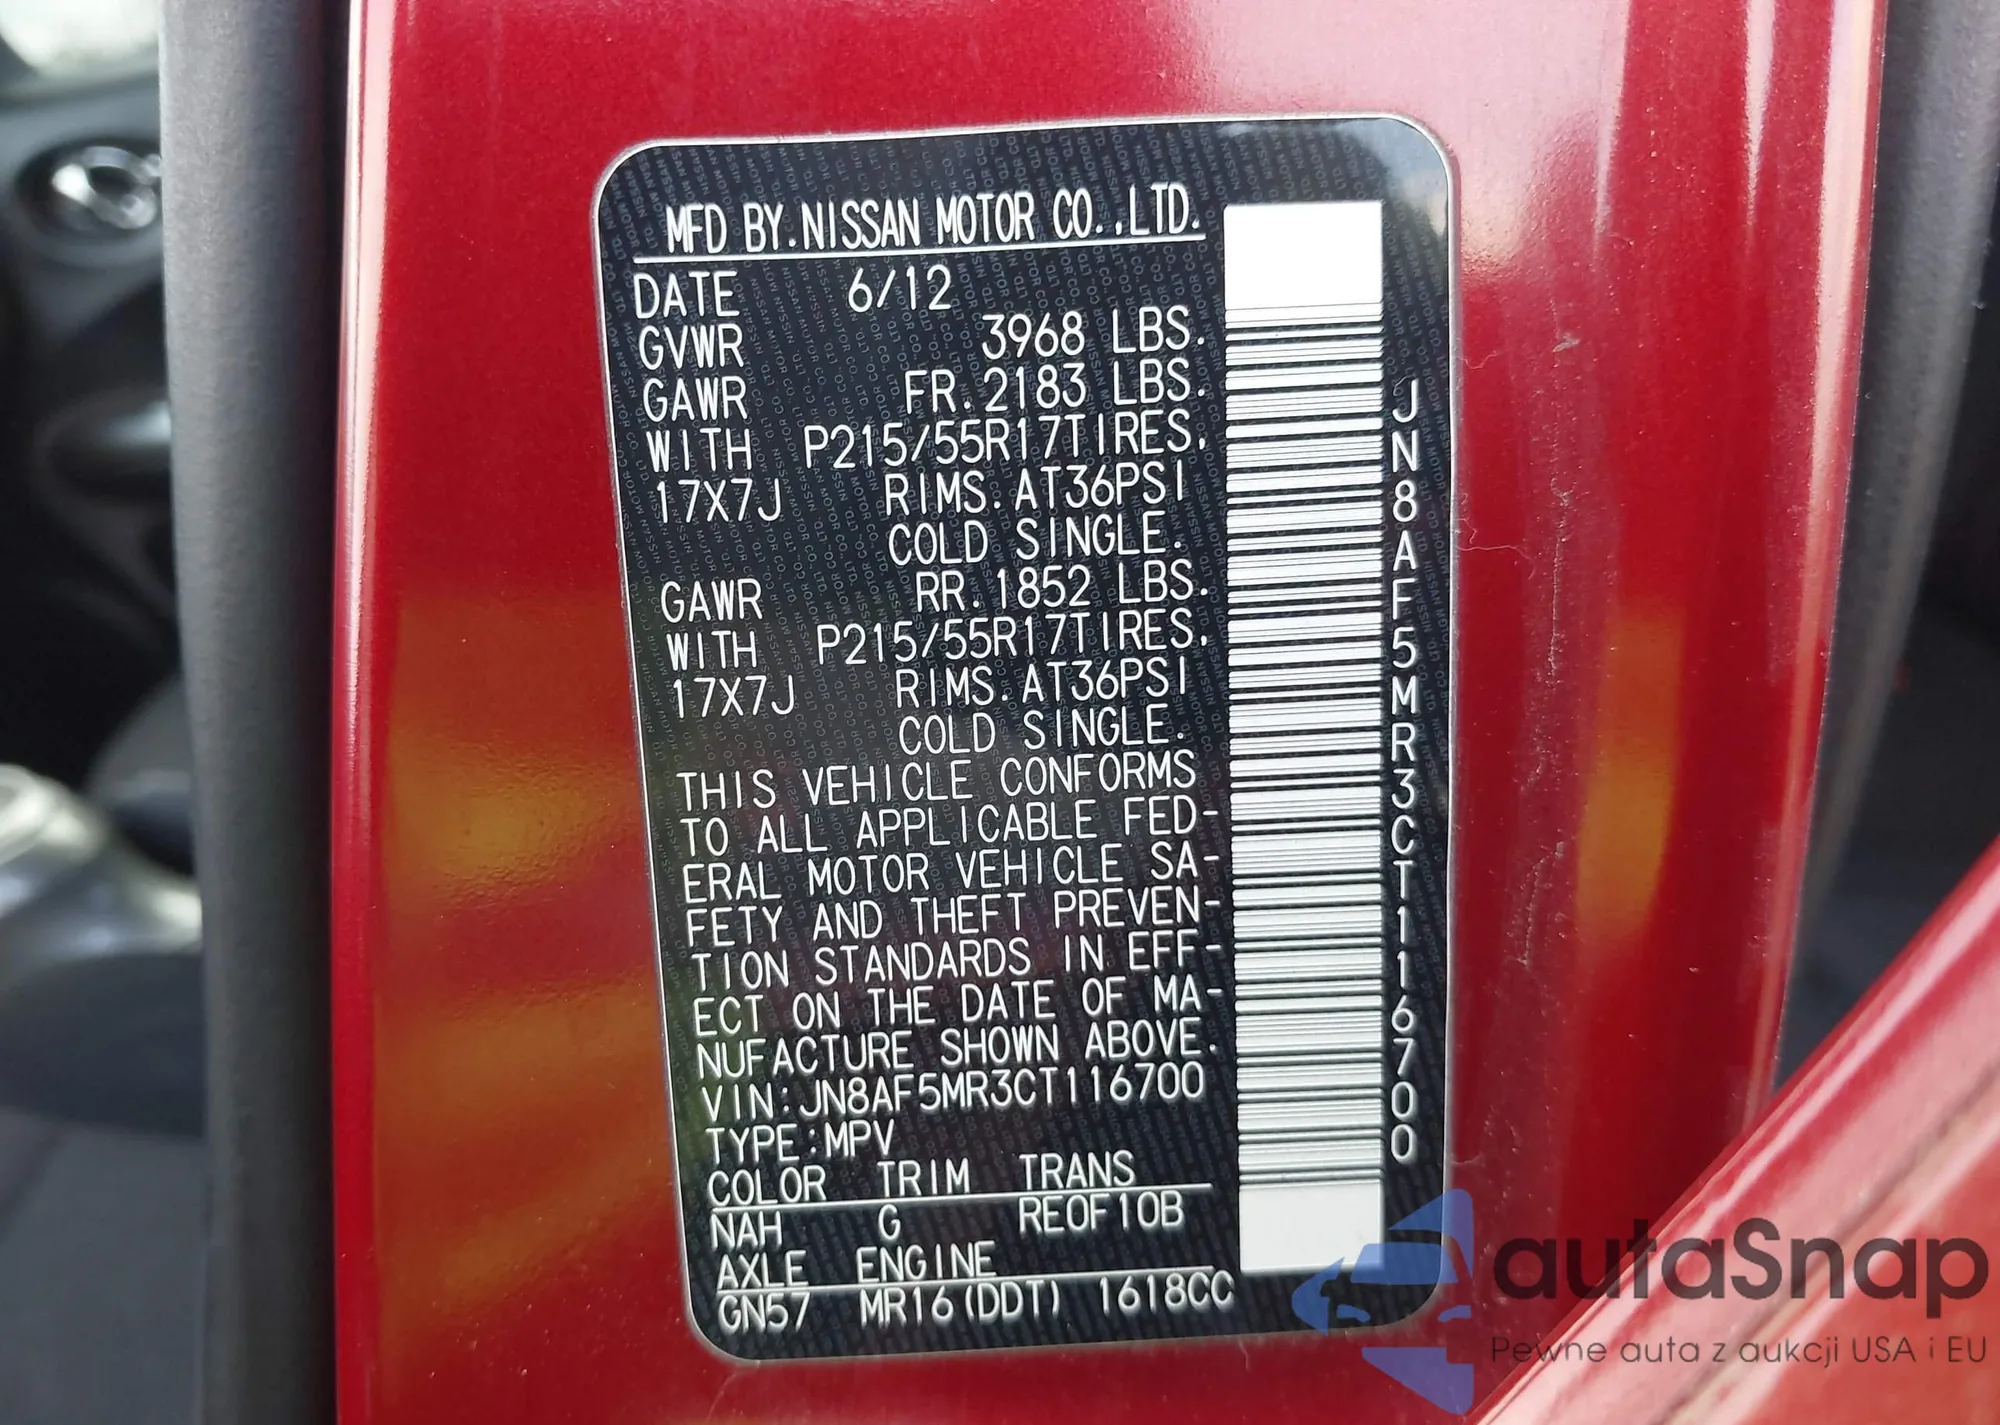 MFD BY.NISSAN MOTOR CO.,LTD.
DATE 6/12
GVWR 3968 LBS.
GAWR FR.2183 LBS.
WITH P215/55R17TIRES,
17X7J RIMS.AT36PSI
COLD SINGLE.
GAWR RR.1852 LBS.
WITH P215/55R17TIRES,
17X7J RIMS.AT36PSI
COLD SINGLE.
THIS VEHICLE CONFORMS
TO ALL APPLICABLE FED-
ERAL MOTOR VEHICLE SA-
FETY AND THEFT PREVEN-
TION STANDARDS IN EFF-
ECT ON THE DATE OF MA-
NUFACTURE SHOWN ABOVE.
VIN:JN8AF5MR3CT116700
TYPE:MPV
COLOR TRIM TRANS
NAH G RE0F10B
AXLE ENGINE
GN57 MR16(DDT) 1618CC
JN8AF5MR3CT116700
autaSnap
Pewne auta z aukcji USA i EU